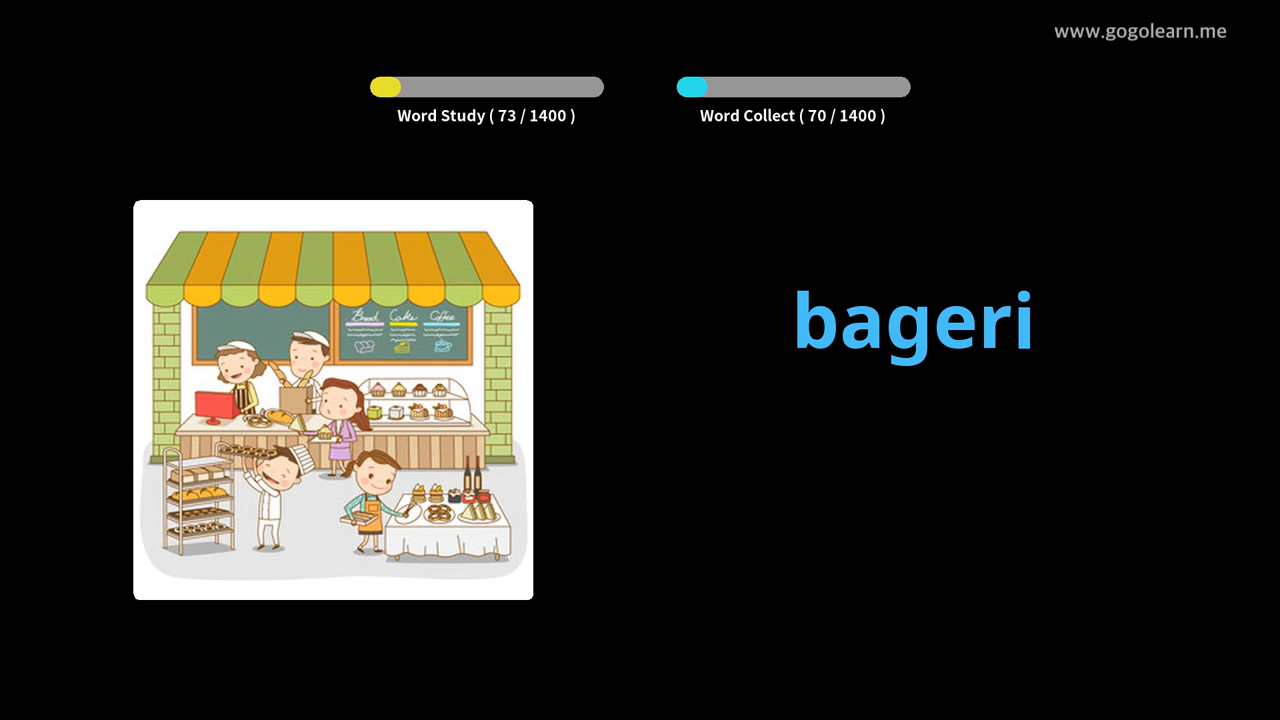 www.gogolearn.me
Word Study ( 73 / 1400 )
Word Collect ( 70 / 1400 )
Bread Cake Coffee
bageri